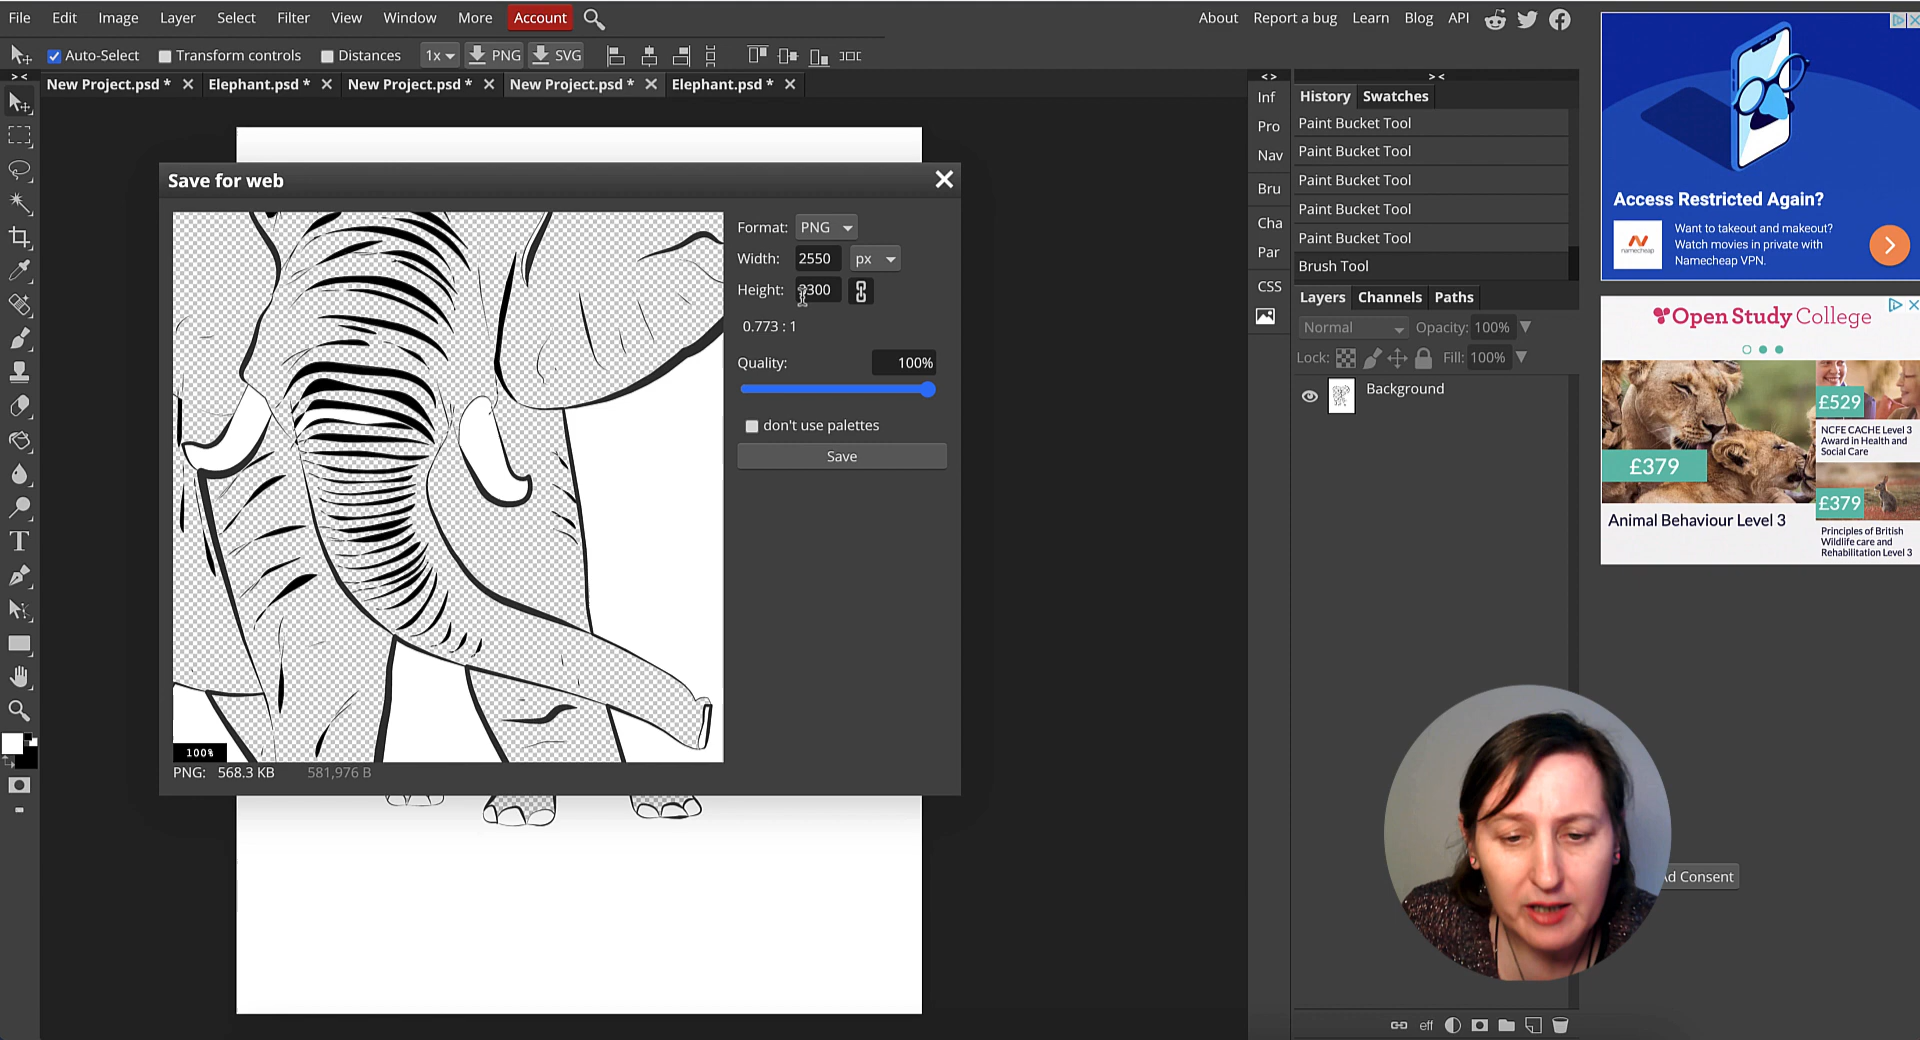 File Edit Image Layer Select Filter View Window More Account
About Report a bug Learn Blog API
Auto-Select Transform controls Distances 1x PNG SVG
New Project.psd * Elephant.psd * New Project.psd * New Project.psd * Elephant.psd *
Save for web
Format: PNG
Width: 2550 px
Height: 3300
0.773 : 1
Quality: 100%
don't use palettes
Save
100%
PNG: 568.3 KB 581,976 B
Inf
Pro
Nav
Bru
Cha
Par
CSS
History Swatches
Paint Bucket Tool
Paint Bucket Tool
Paint Bucket Tool
Paint Bucket Tool
Paint Bucket Tool
Brush Tool
Layers Channels Paths
Normal Opacity: 100%
Lock: Fill: 100%
Background
eff
Access Restricted Again?
namecheap
Want to takeout and makeout?
Watch movies in private with
Namecheap VPN.
Open Study College
£529
NCFE CACHE Level 3
Award in Health and
Social Care
£379
£379
Animal Behaviour Level 3
Principles of British
Wildlife care and
Rehabilitation Level 3
Ad Consent